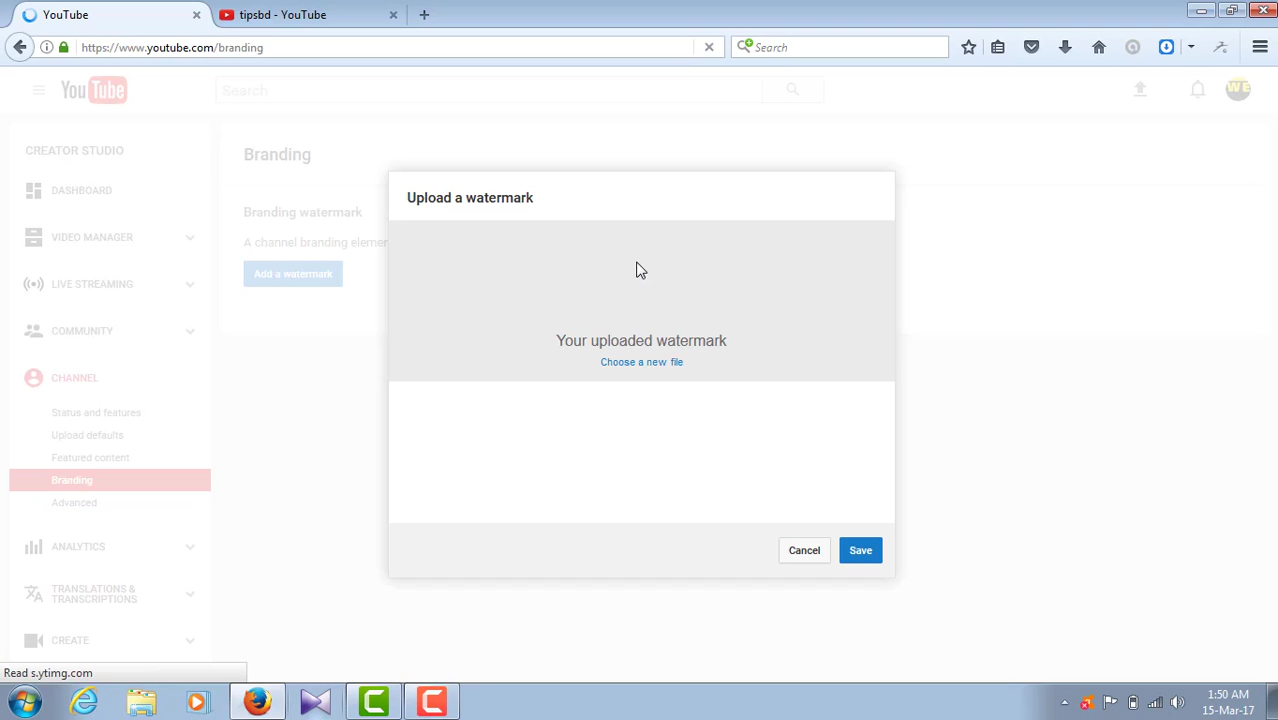 YouTube
tipsbd - YouTube
https://www.youtube.com/branding
Search
YouTube
Search
WE
CREATOR STUDIO
DASHBOARD
VIDEO MANAGER
LIVE STREAMING
COMMUNITY
CHANNEL
Status and features
Upload defaults
Featured content
Branding
Advanced
ANALYTICS
TRANSLATIONS &
TRANSCRIPTIONS
CREATE
Branding
Branding watermark
A channel branding elemen
Add a watermark
Upload a watermark
Your uploaded watermark
Choose a new file
Cancel
Save
Read s.ytimg.com
1:50 AM
15-Mar-17